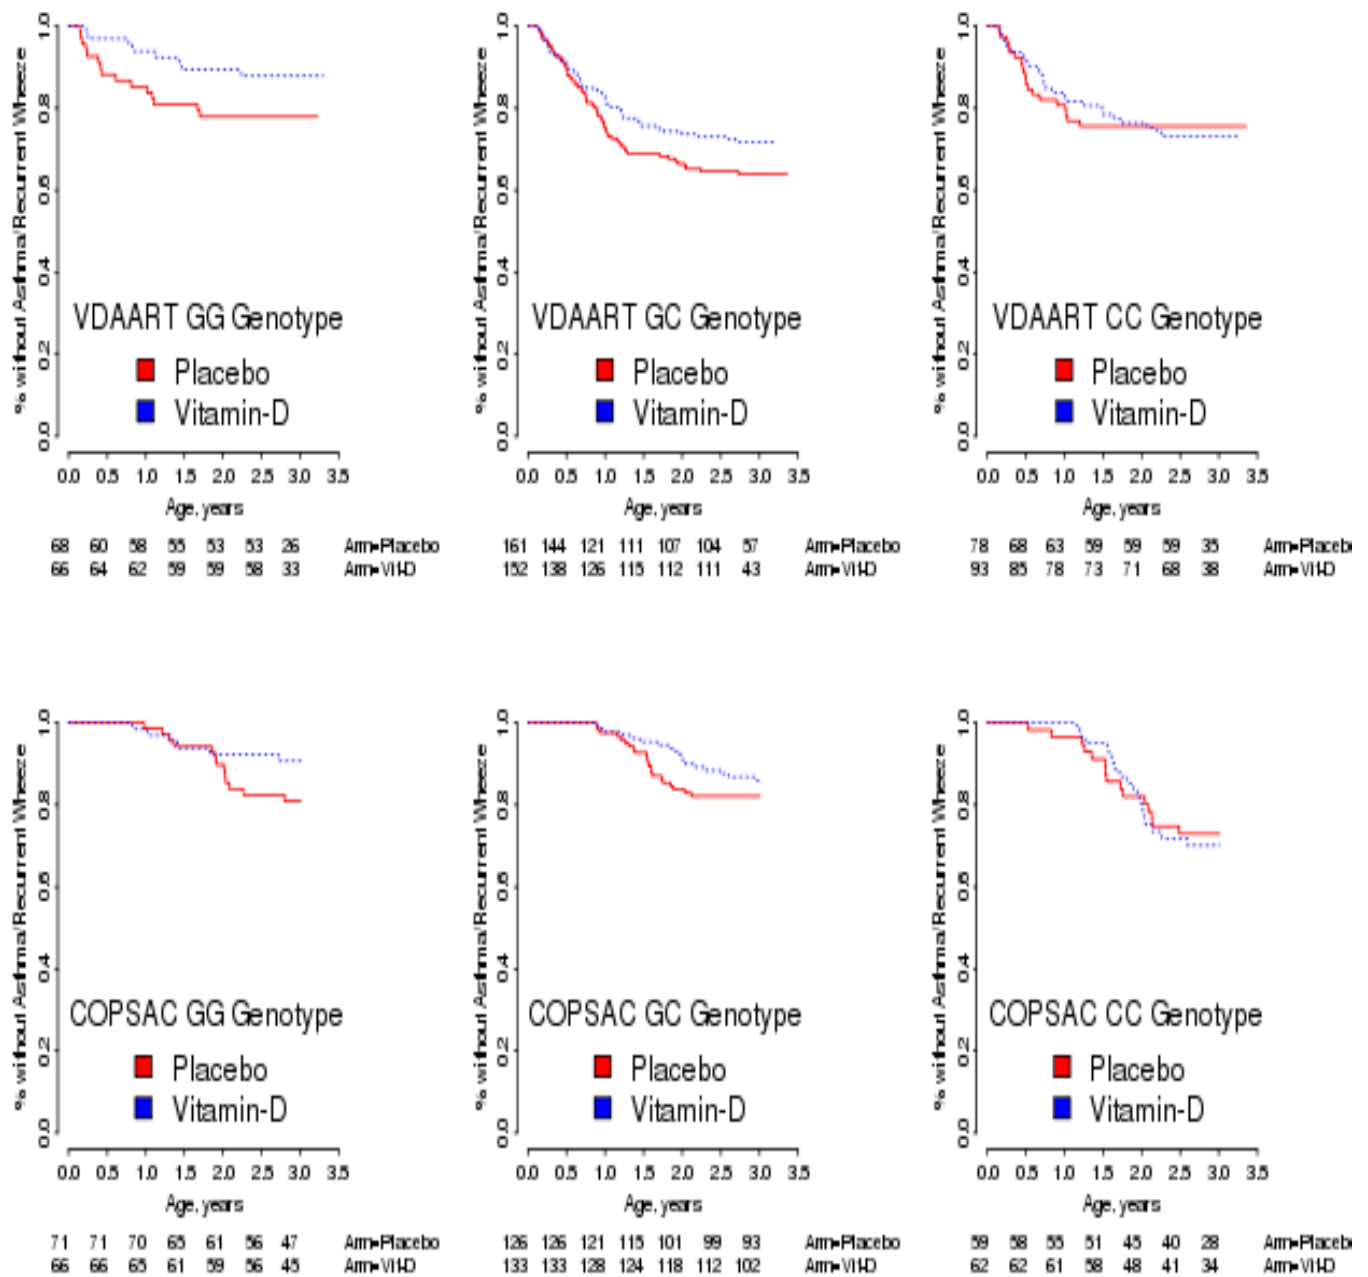 % without Asthma/Recurrent Wheeze
1.0
0.8
0.6
0.4
0.2
0.0
VDAART GG Genotype
Placebo
Vitamin-D
0.0 0.5 1.0 1.5 2.0 2.5 3.0 3.5
Age, years
68 60 58 55 53 53 26 Arm=Placebo
66 64 62 59 59 58 33 Arm=Vit-D
% without Asthma/Recurrent Wheeze
1.0
0.8
0.6
0.4
0.2
0.0
VDAART GC Genotype
Placebo
Vitamin-D
0.0 0.5 1.0 1.5 2.0 2.5 3.0 3.5
Age, years
161 144 121 111 107 104 57 Arm=Placebo
152 138 126 115 112 111 43 Arm=Vit-D
% without Asthma/Recurrent Wheeze
1.0
0.8
0.6
0.4
0.2
0.0
VDAART CC Genotype
Placebo
Vitamin-D
0.0 0.5 1.0 1.5 2.0 2.5 3.0 3.5
Age, years
78 68 63 59 59 59 35 Arm=Placebo
93 85 78 73 71 68 38 Arm=Vit-D
% without Asthma/Recurrent Wheeze
1.0
0.8
0.6
0.4
0.2
0.0
COPSAC GG Genotype
Placebo
Vitamin-D
0.0 0.5 1.0 1.5 2.0 2.5 3.0 3.5
Age, years
71 71 70 65 61 56 47 Arm=Placebo
66 66 65 61 59 56 45 Arm=Vit-D
% without Asthma/Recurrent Wheeze
1.0
0.8
0.6
0.4
0.2
0.0
COPSAC GC Genotype
Placebo
Vitamin-D
0.0 0.5 1.0 1.5 2.0 2.5 3.0 3.5
Age, years
126 126 121 115 101 99 93 Arm=Placebo
133 133 128 124 118 112 102 Arm=Vit-D
% without Asthma/Recurrent Wheeze
1.0
0.8
0.6
0.4
0.2
0.0
COPSAC CC Genotype
Placebo
Vitamin-D
0.0 0.5 1.0 1.5 2.0 2.5 3.0 3.5
Age, years
59 58 55 51 45 40 28 Arm=Placebo
62 62 61 58 48 41 34 Arm=Vit-D